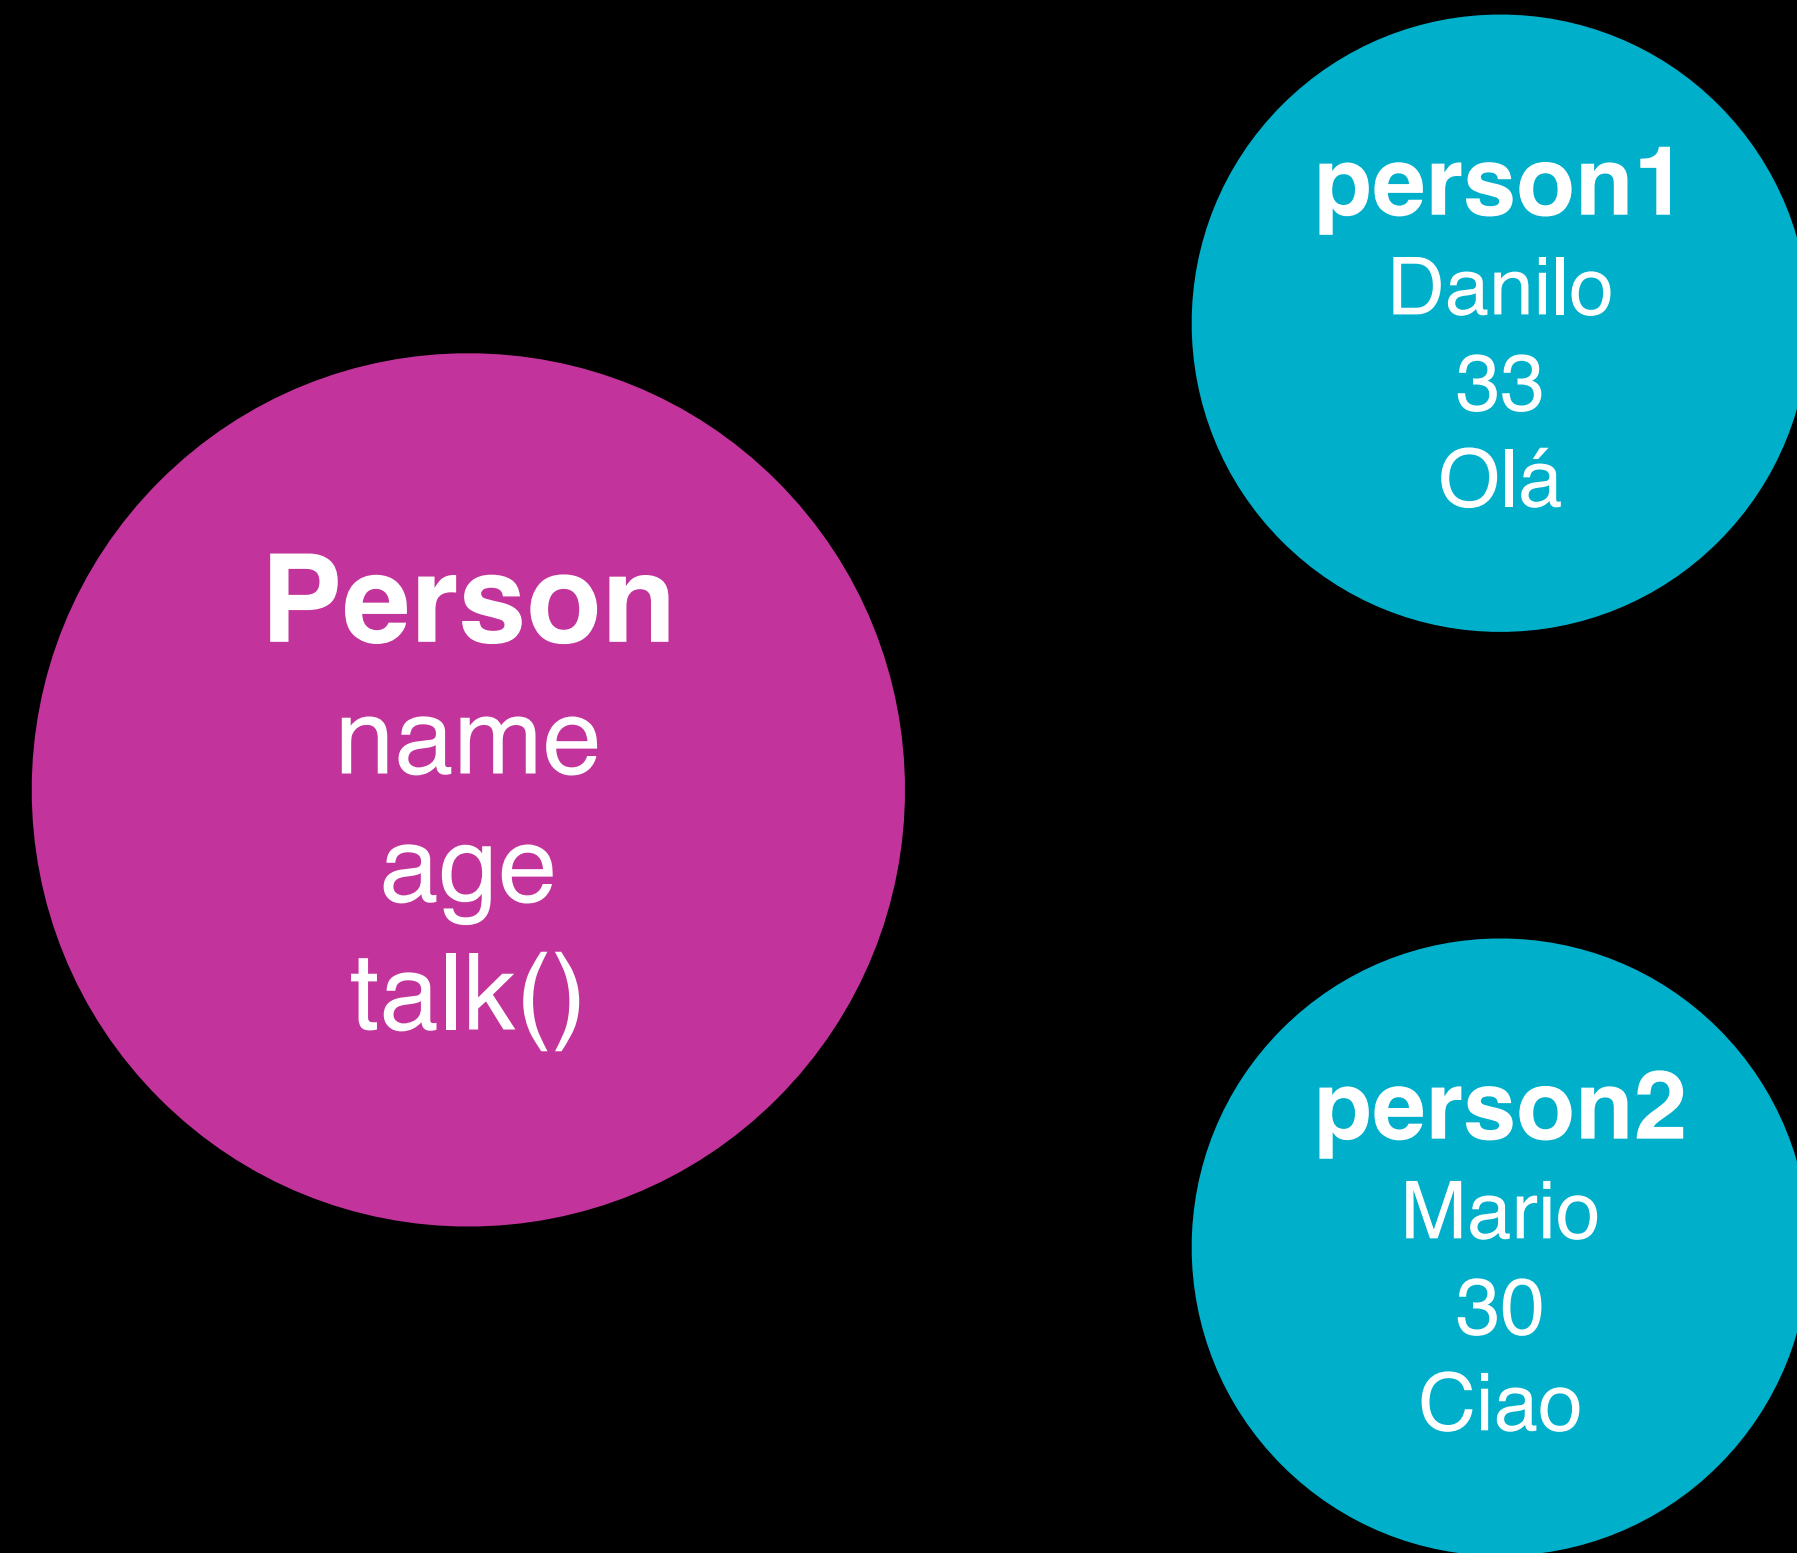 Person
name
age
talk()
person1
Danilo
33
Olá
person2
Mario
30
Ciao